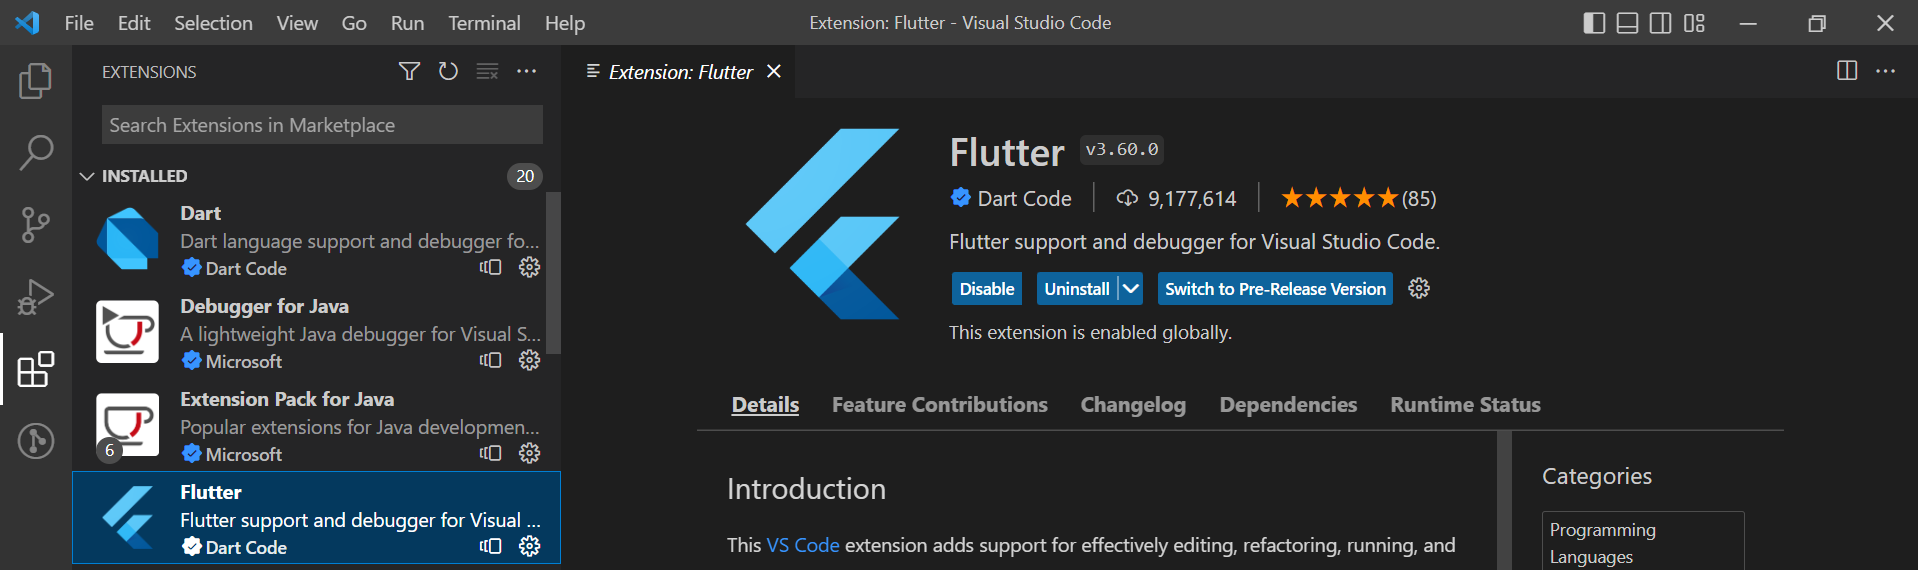 File Edit Selection View Go Run Terminal Help
Extension: Flutter - Visual Studio Code
EXTENSIONS
Search Extensions in Marketplace
INSTALLED 20
Dart
Dart language support and debugger fo...
Dart Code
Debugger for Java
A lightweight Java debugger for Visual S...
Microsoft
Extension Pack for Java
Popular extensions for Java developmen...
6
Microsoft
Flutter
Flutter support and debugger for Visual ...
Dart Code
Extension: Flutter
Flutter v3.60.0
Dart Code 9,177,614 (85)
Flutter support and debugger for Visual Studio Code.
Disable Uninstall Switch to Pre-Release Version
This extension is enabled globally.
Details Feature Contributions Changelog Dependencies Runtime Status
Introduction
This VS Code extension adds support for effectively editing, refactoring, running, and
Categories
Programming
Languages